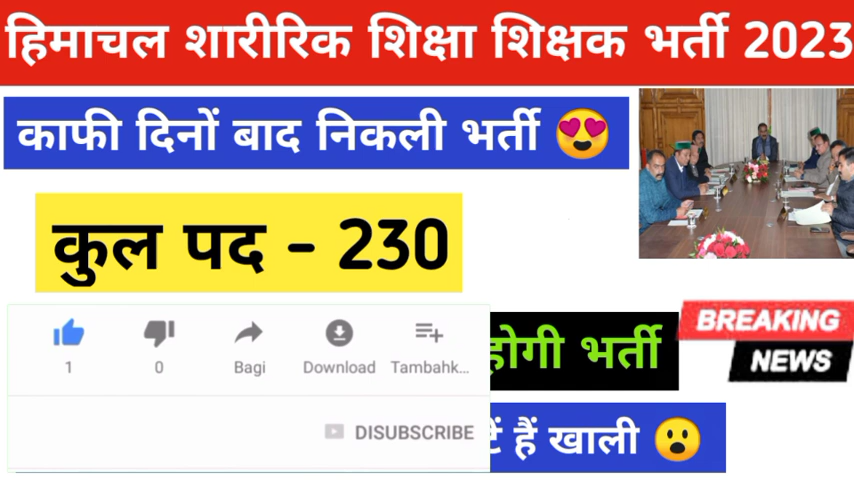 हिमाचल शारीरिक शिक्षा शिक्षक भर्ती 2023
काफी दिनों बाद निकली भर्ती 😍
कुल पद - 230
होगी भर्ती
BREAKING
NEWS
1 0 Bagi Download Tambahk...
DISUBSCRIBE
हैं खाली 😮